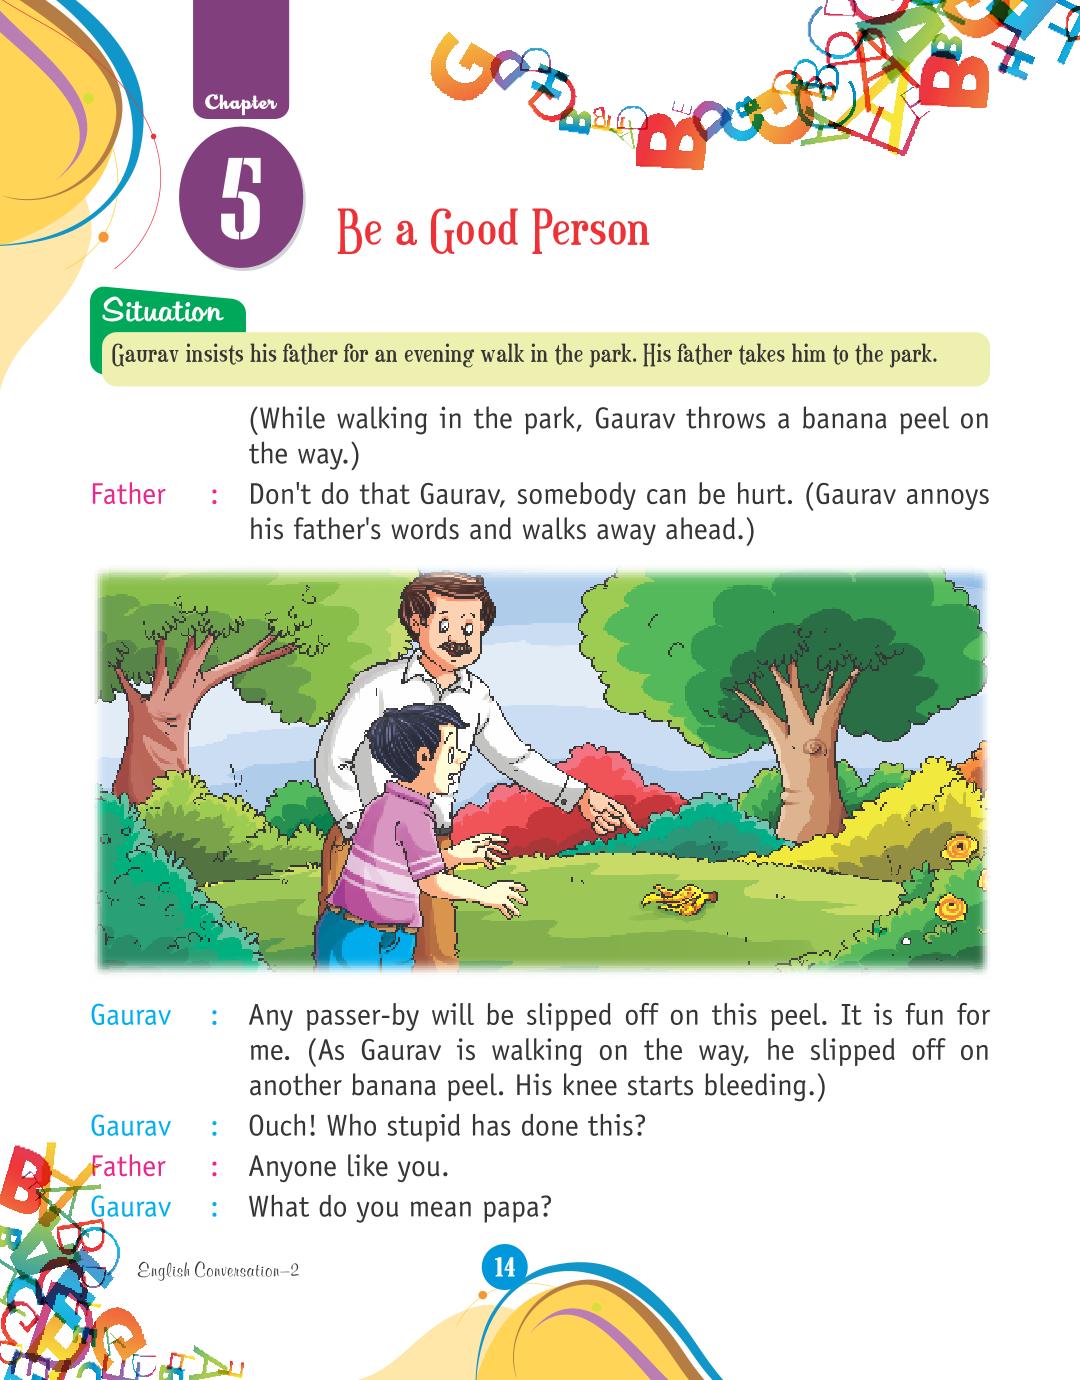 Chapter
5
Be a Good Person
Situation
Gaurav insists his father for an evening walk in the park. His father takes him to the park.
(While walking in the park, Gaurav throws a banana peel on
the way.)
Father : Don't do that Gaurav, somebody can be hurt. (Gaurav annoys
his father's words and walks away ahead.)
Gaurav : Any passer-by will be slipped off on this peel. It is fun for
me. (As Gaurav is walking on the way, he slipped off on
another banana peel. His knee starts bleeding.)
Gaurav : Ouch! Who stupid has done this?
Father : Anyone like you.
Gaurav : What do you mean papa?
English Conversation–2
14